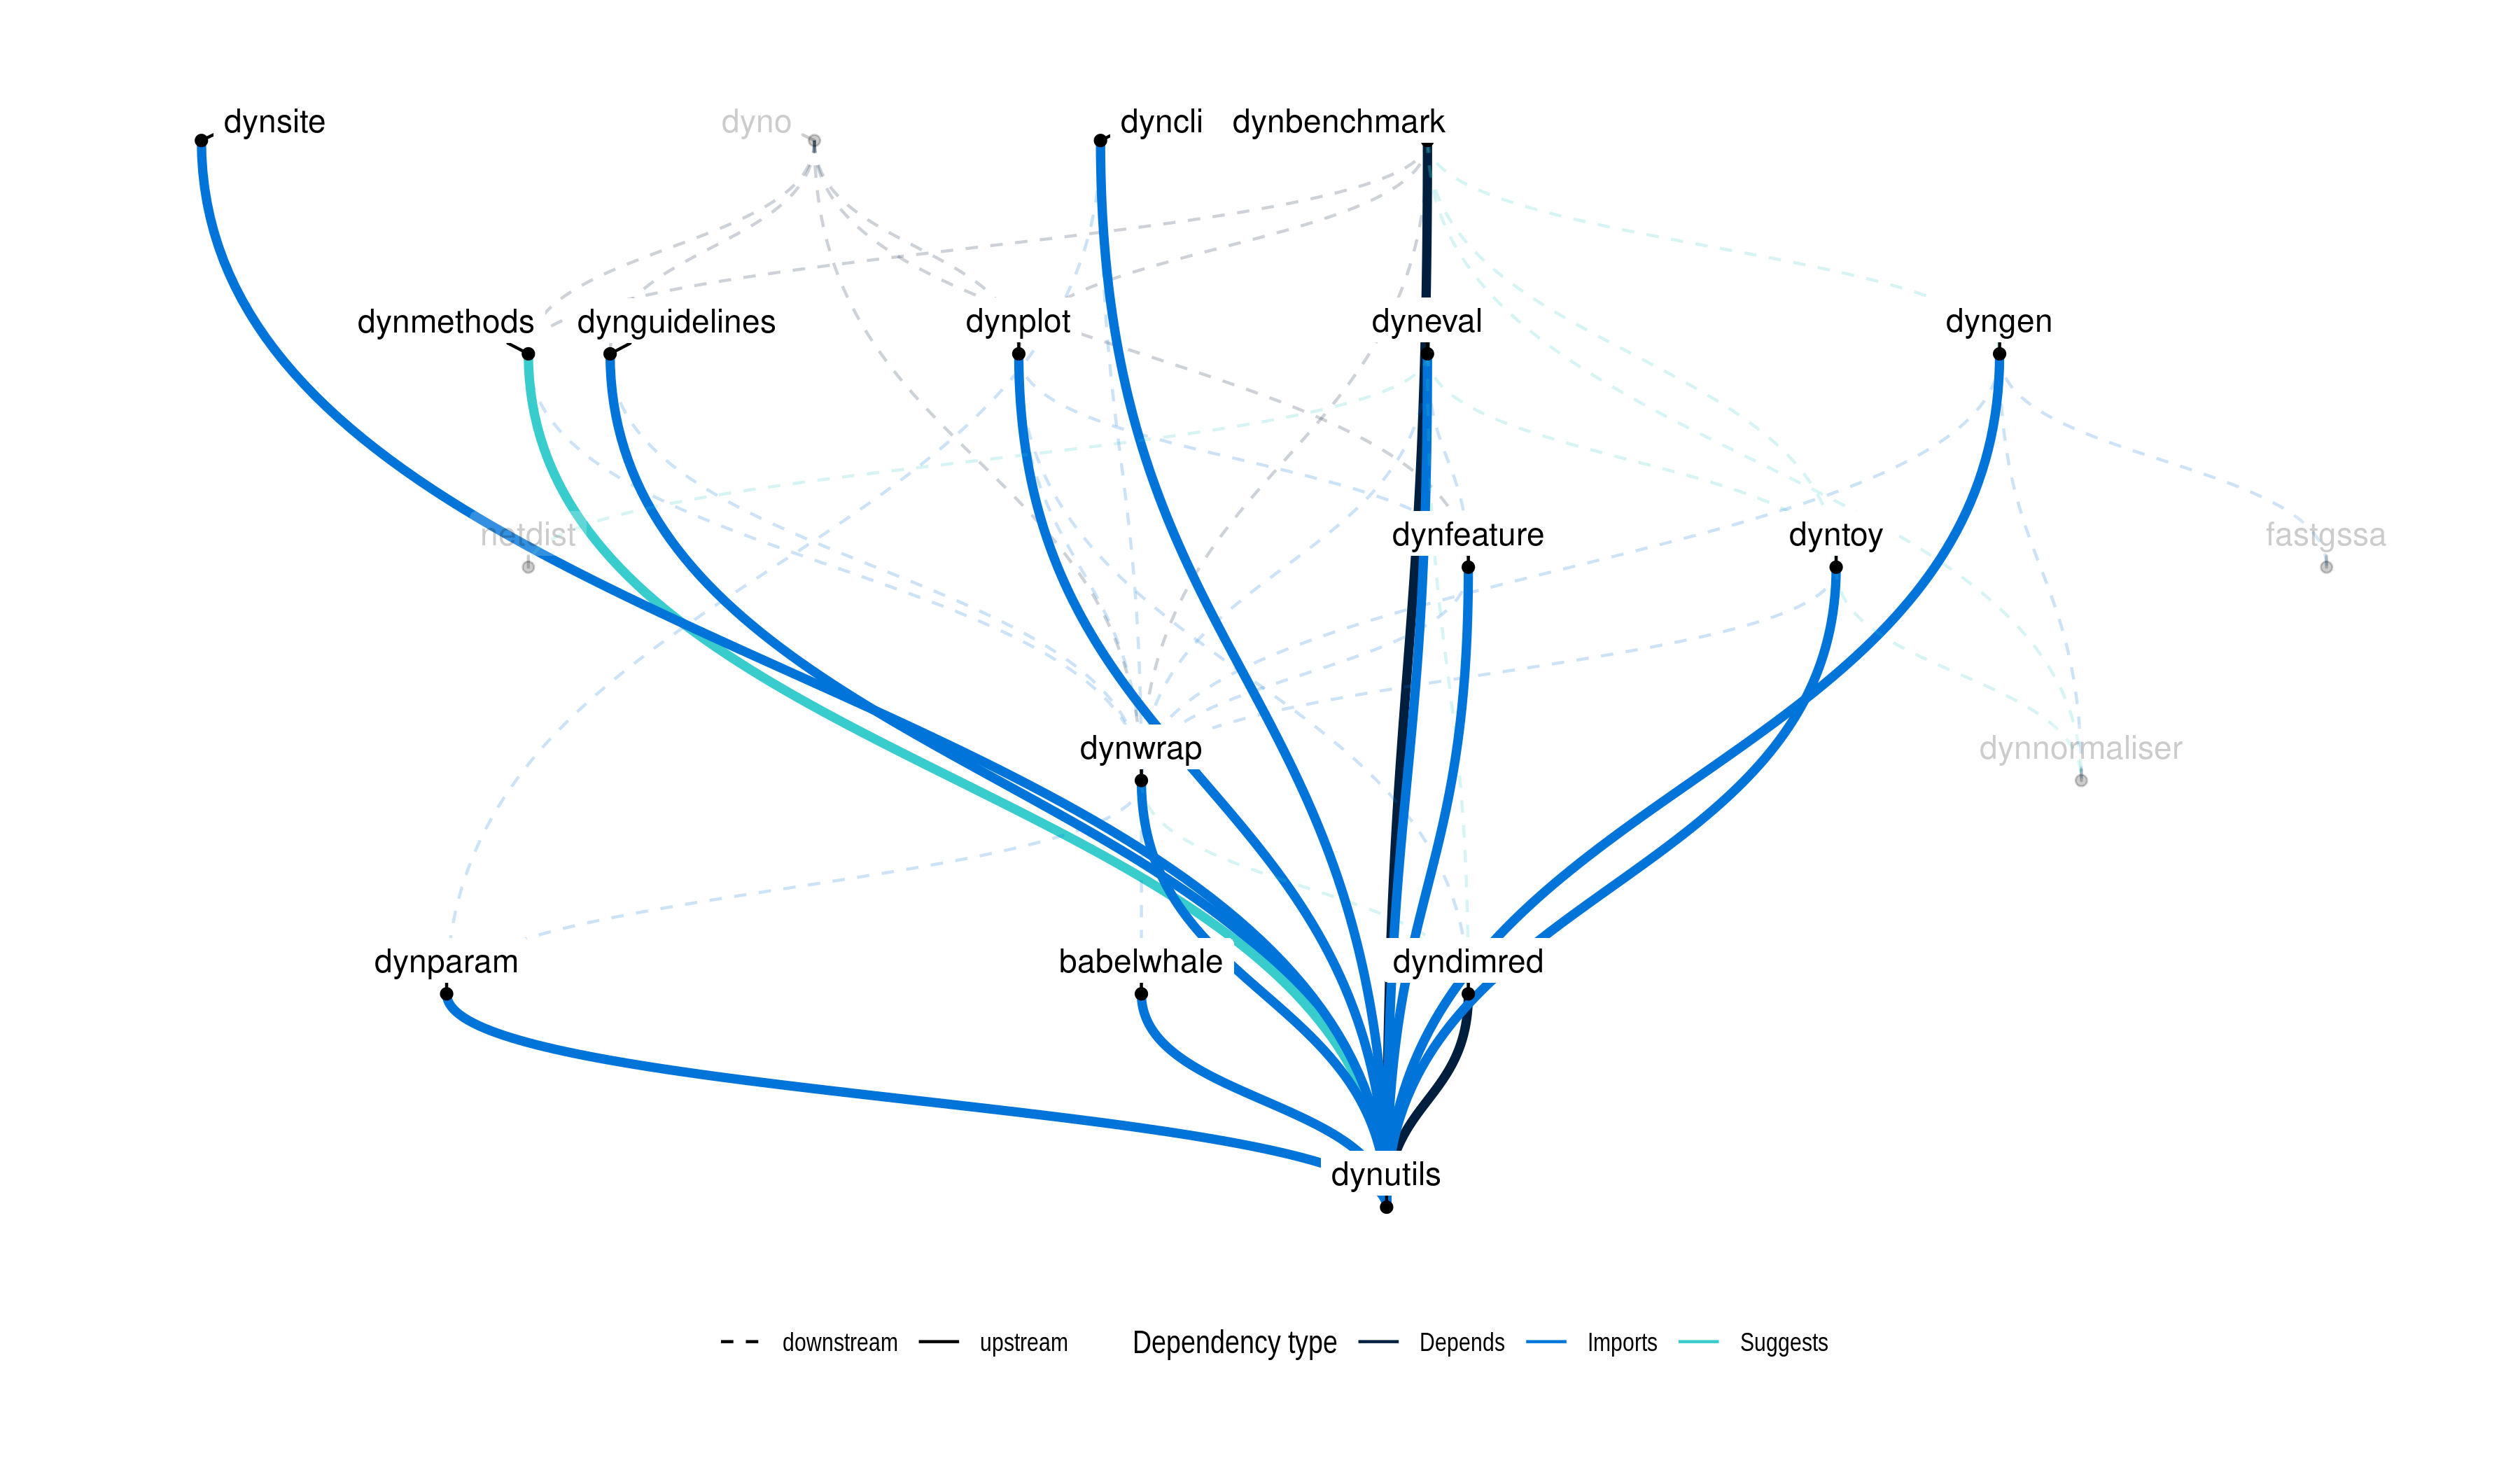 dynsite
dyno
dyncli
dynbenchmark
dynmethods
dynguidelines
dynplot
dyneval
dyngen
netdist
dynfeature
dyntoy
fastgssa
dynwrap
dynnormaliser
dynparam
babelwhale
dyndimred
dynutils
downstream upstream Dependency type Depends Imports Suggests